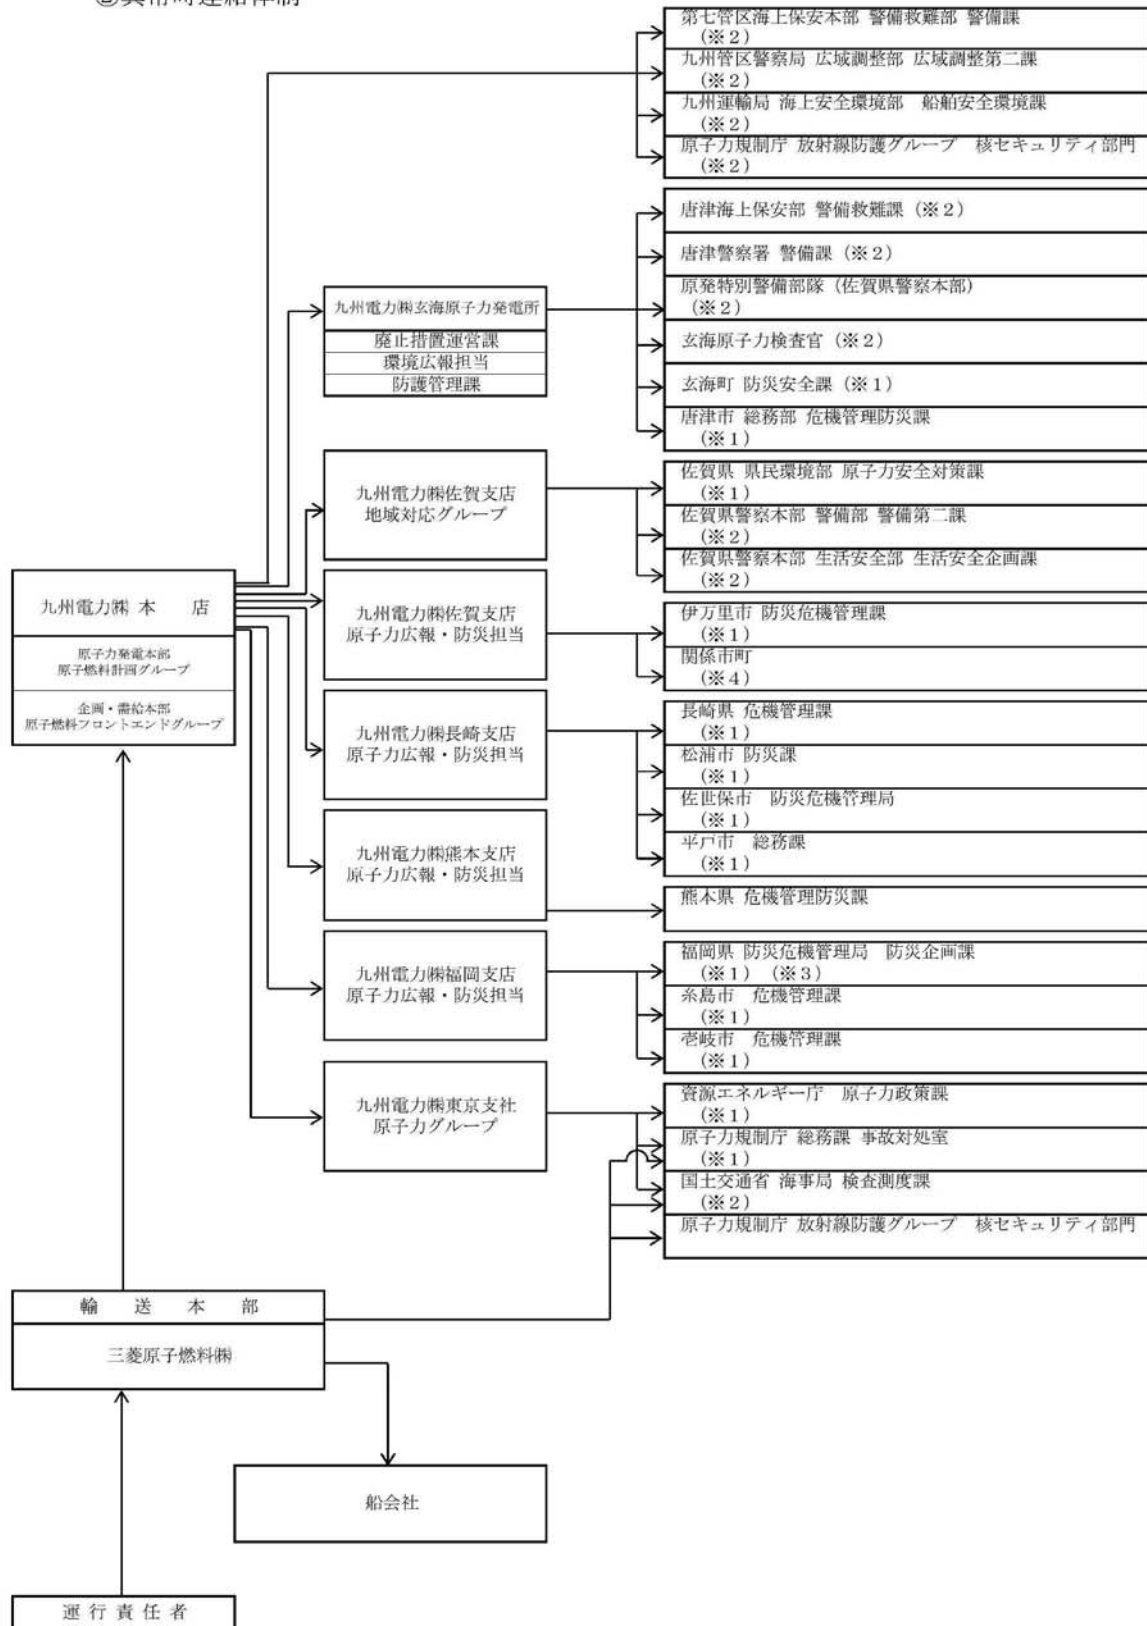 ②異常時連絡体制
第七管区海上保安本部 警備救難部 警備課
(※2)
九州管区警察局 広域調整部 広域調整第二課
(※2)
九州運輸局 海上安全環境部　船舶安全環境課
(※2)
原子力規制庁 放射線防護グループ　核セキュリティ部門
(※2)
唐津海上保安部 警備救難課(※2)
唐津警察署 警備課(※2)
九州電力㈱玄海原子力発電所
廃止措置運営課
環境広報担当
防護管理課
原発特別警備部隊(佐賀県警察本部)
(※2)
玄海原子力検査官(※2)
玄海町 防災安全課(※1)
唐津市 総務部 危機管理防災課
(※1)
九州電力㈱佐賀支店
地域対応グループ
佐賀県 県民環境部 原子力安全対策課
(※1)
佐賀県警察本部 警備部 警備第二課
(※2)
佐賀県警察本部 生活安全部 生活安全企画課
(※2)
九州電力㈱ 本　店
原子力発電本部
原子燃料計画グループ
企画・需給本部
原子燃料フロントエンドグループ
九州電力㈱佐賀支店
原子力広報・防災担当
伊万里市 防災危機管理課
(※1)
関係市町
(※4)
九州電力㈱長崎支店
原子力広報・防災担当
長崎県 危機管理課
(※1)
松浦市 防災課
(※1)
佐世保市　防災危機管理局
(※1)
平戸市　総務課
(※1)
九州電力㈱熊本支店
原子力広報・防災担当
熊本県 危機管理防災課
九州電力㈱福岡支店
原子力広報・防災担当
福岡県 防災危機管理局　防災企画課
(※1)　(※3)
糸島市　危機管理課
(※1)
壱岐市　危機管理課
(※1)
九州電力㈱東京支社
原子力グループ
資源エネルギー庁　原子力政策課
(※1)
原子力規制庁 総務課 事故対処室
(※1)
国土交通省 海事局 検査測度課
(※2)
原子力規制庁 放射線防護グループ　核セキュリティ部門
輸　送　本　部
三菱原子燃料㈱
船会社
運 行 責 任 者